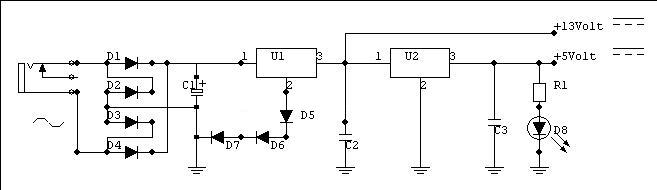 +13Volt
D1
1
U1
3
1
U2
3
+5Volt
D2
C1
+
2
2
R1
D3
D5
D4
D7
D6
C2
C3
D8